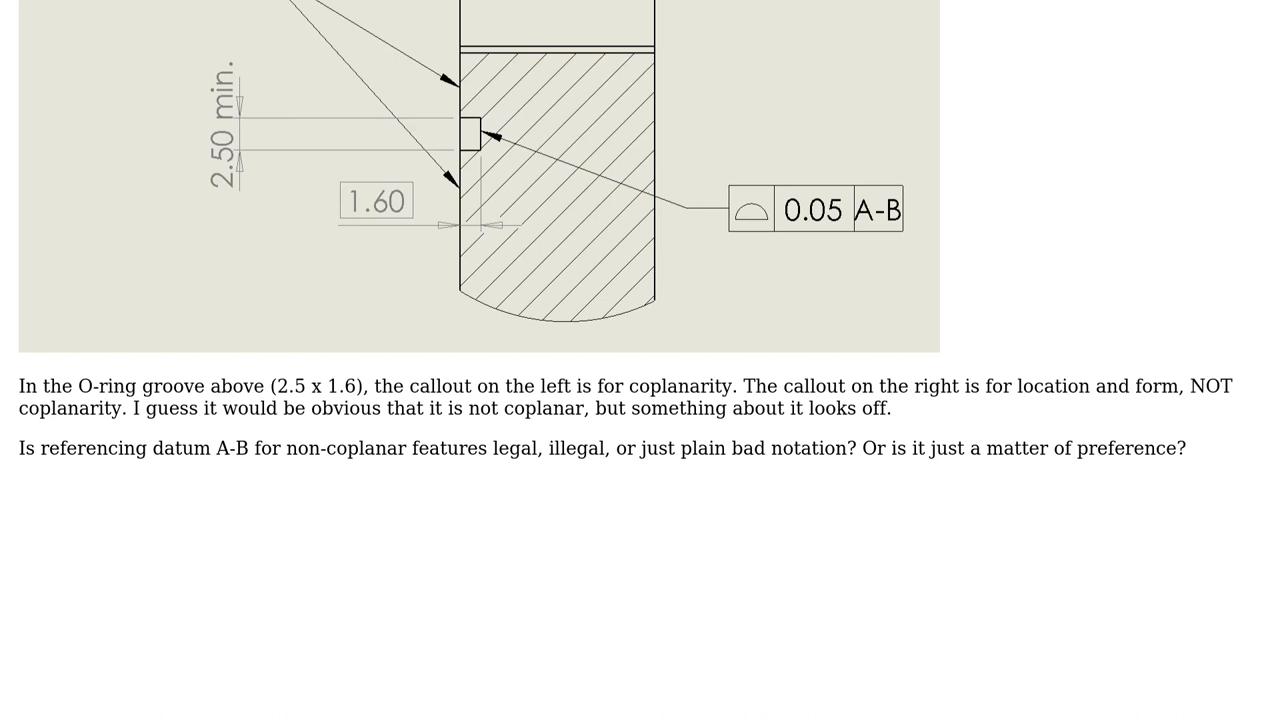 2.50 min.
1.60
0.05 A-B
In the O-ring groove above (2.5 x 1.6), the callout on the left is for coplanarity. The callout on the right is for location and form, NOT
coplanarity. I guess it would be obvious that it is not coplanar, but something about it looks off.
Is referencing datum A-B for non-coplanar features legal, illegal, or just plain bad notation? Or is it just a matter of preference?